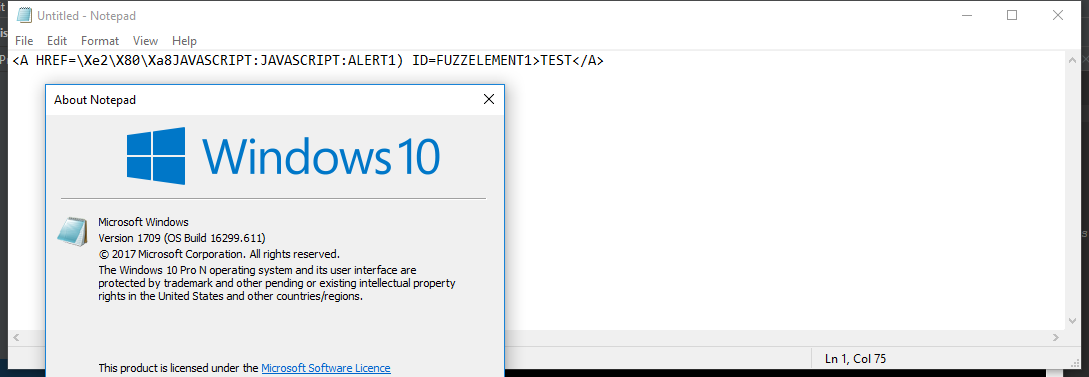 Untitled - Notepad
File Edit Format View Help
<A HREF=\Xe2\X80\Xa8JAVASCRIPT:JAVASCRIPT:ALERT1) ID=FUZZELEMENT1>TEST</A>
About Notepad
Windows 10
Microsoft Windows
Version 1709 (OS Build 16299.611)
© 2017 Microsoft Corporation. All rights reserved.
The Windows 10 Pro N operating system and its user interface are
protected by trademark and other pending or existing intellectual property
rights in the United States and other countries/regions.
This product is licensed under the Microsoft Software Licence
Ln 1, Col 75